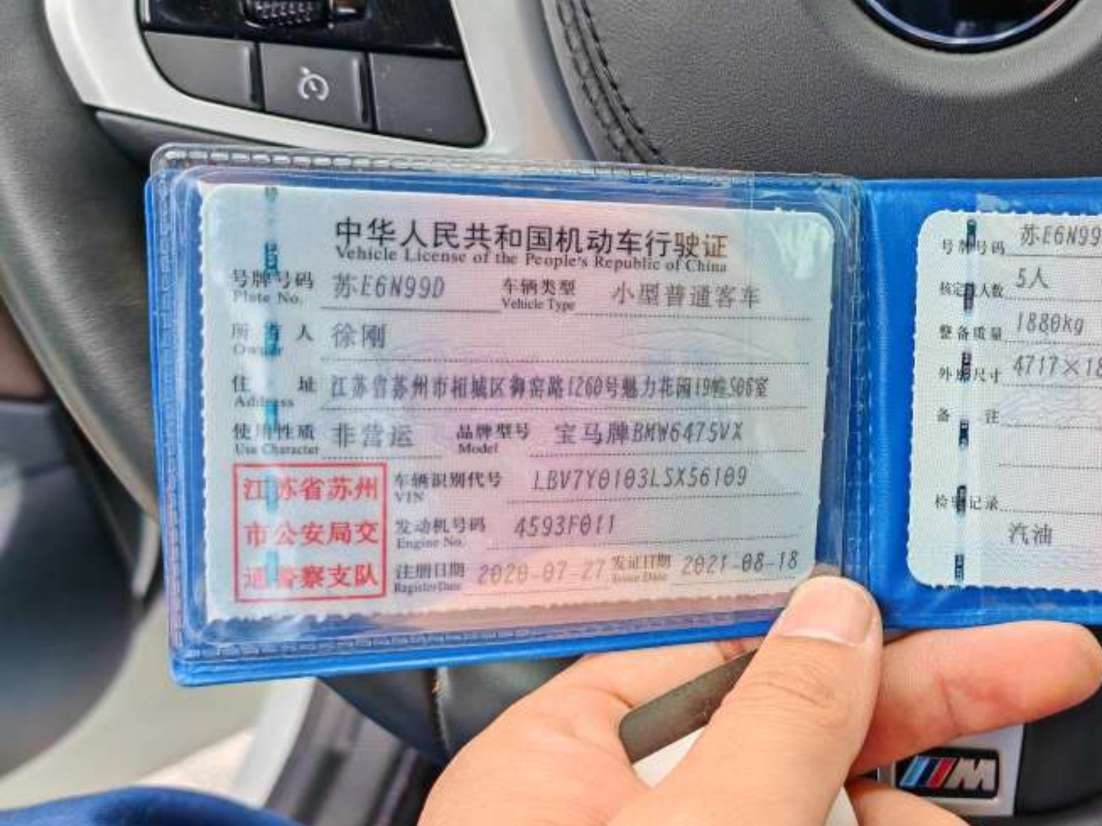 中华人民共和国机动车行驶证
Vehicle License of the People's Republic of China
号牌号码 苏E6N99D 车辆类型 小型普通客车
Plate No. Vehicle Type
所有人 徐刚
Owner
住址 江苏省苏州市相城区御窑路1260号魅力花园19幢506室
Address
使用性质 非营运 品牌型号 宝马牌BMW6475VX
Use Character Model
江苏省苏州
市公安局交
通警察支队
车辆识别代号 LBV7Y0103LSX56109
VIN
发动机号码 4593F011
Engine No.
注册日期 2020-07-27 发证日期 2021-08-18
Register Date Issue Date
号牌号码 苏E6N99
核定载人数 5人
整备质量 1880kg
外廓尺寸 4717×18
备注
检验记录
汽油
M